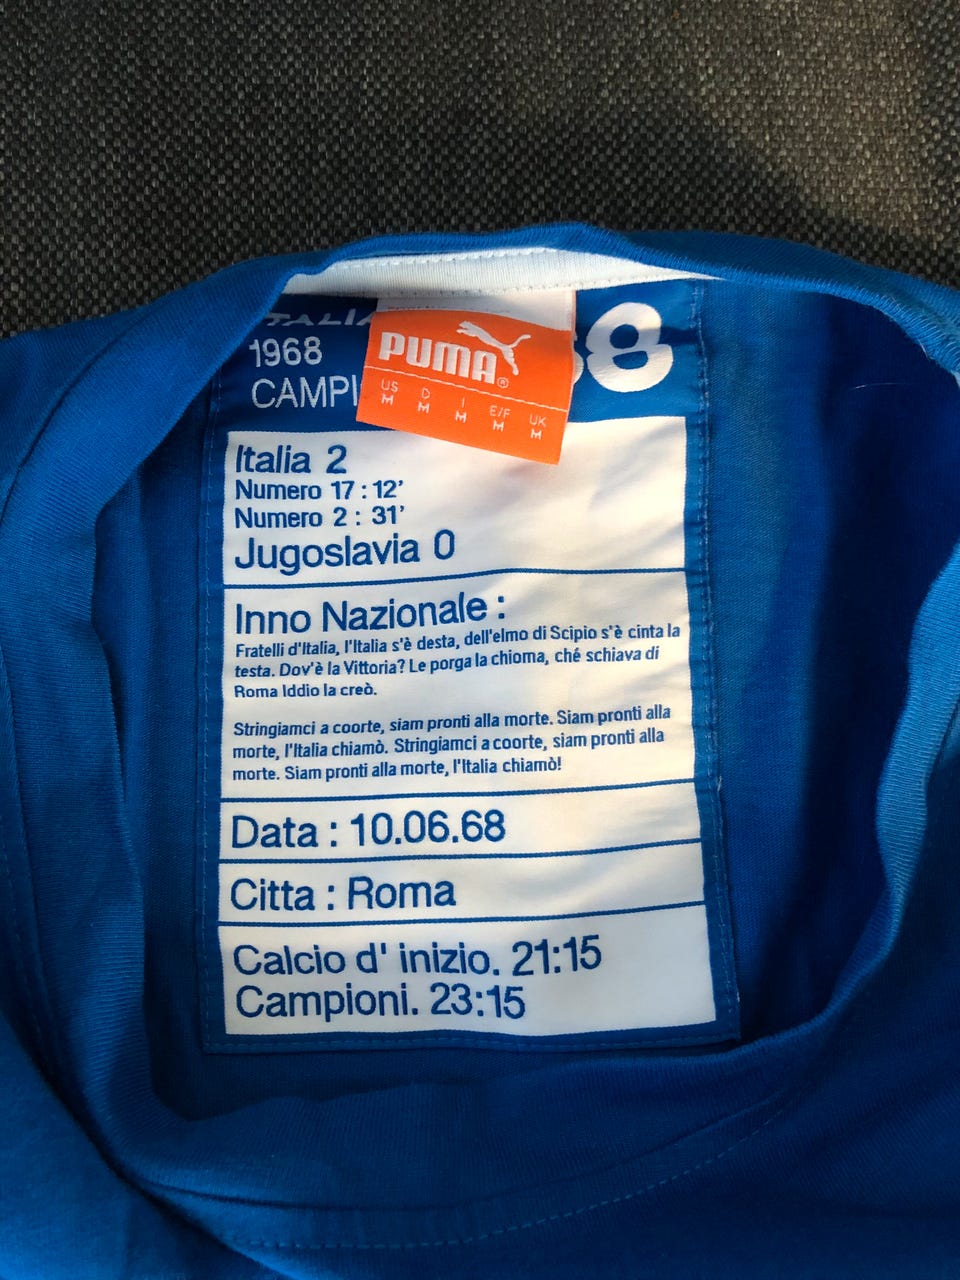 ITALIA
1968
CAMPI
68
PUMA®
US M
D M
I M
E/F M
UK M
Italia 2
Numero 17 : 12'
Numero 2 : 31'
Jugoslavia 0
Inno Nazionale :
Fratelli d'Italia, l'Italia s'è desta, dell'elmo di Scipio s'è cinta la
testa. Dov'è la Vittoria? Le porga la chioma, ché schiava di
Roma Iddio la creò.
Stringiamci a coorte, siam pronti alla morte. Siam pronti alla
morte, l'Italia chiamò. Stringiamci a coorte, siam pronti alla
morte. Siam pronti alla morte, l'Italia chiamò!
Data : 10.06.68
Citta : Roma
Calcio d' inizio. 21:15
Campioni. 23:15